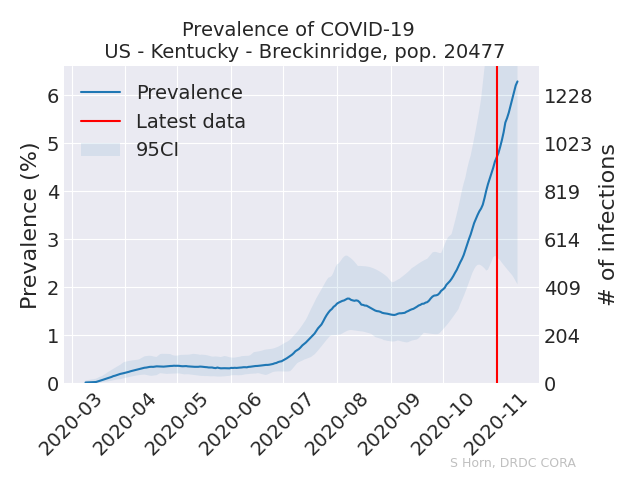 Prevalence of COVID-19
US - Kentucky - Breckinridge, pop. 20477
Prevalence
Latest data
95CI
Prevalence (%)
6
5
4
3
2
1
0
1228
1023
819
614
409
204
0
# of infections
2020-03
2020-04
2020-05
2020-06
2020-07
2020-08
2020-09
2020-10
2020-11
S Horn, DRDC CORA